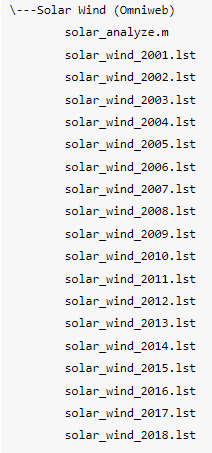 \---Solar Wind (Omniweb)
solar_analyze.m
solar_wind_2001.lst
solar_wind_2002.lst
solar_wind_2003.lst
solar_wind_2004.lst
solar_wind_2005.lst
solar_wind_2006.lst
solar_wind_2007.lst
solar_wind_2008.lst
solar_wind_2009.lst
solar_wind_2010.lst
solar_wind_2011.lst
solar_wind_2012.lst
solar_wind_2013.lst
solar_wind_2014.lst
solar_wind_2015.lst
solar_wind_2016.lst
solar_wind_2017.lst
solar_wind_2018.lst